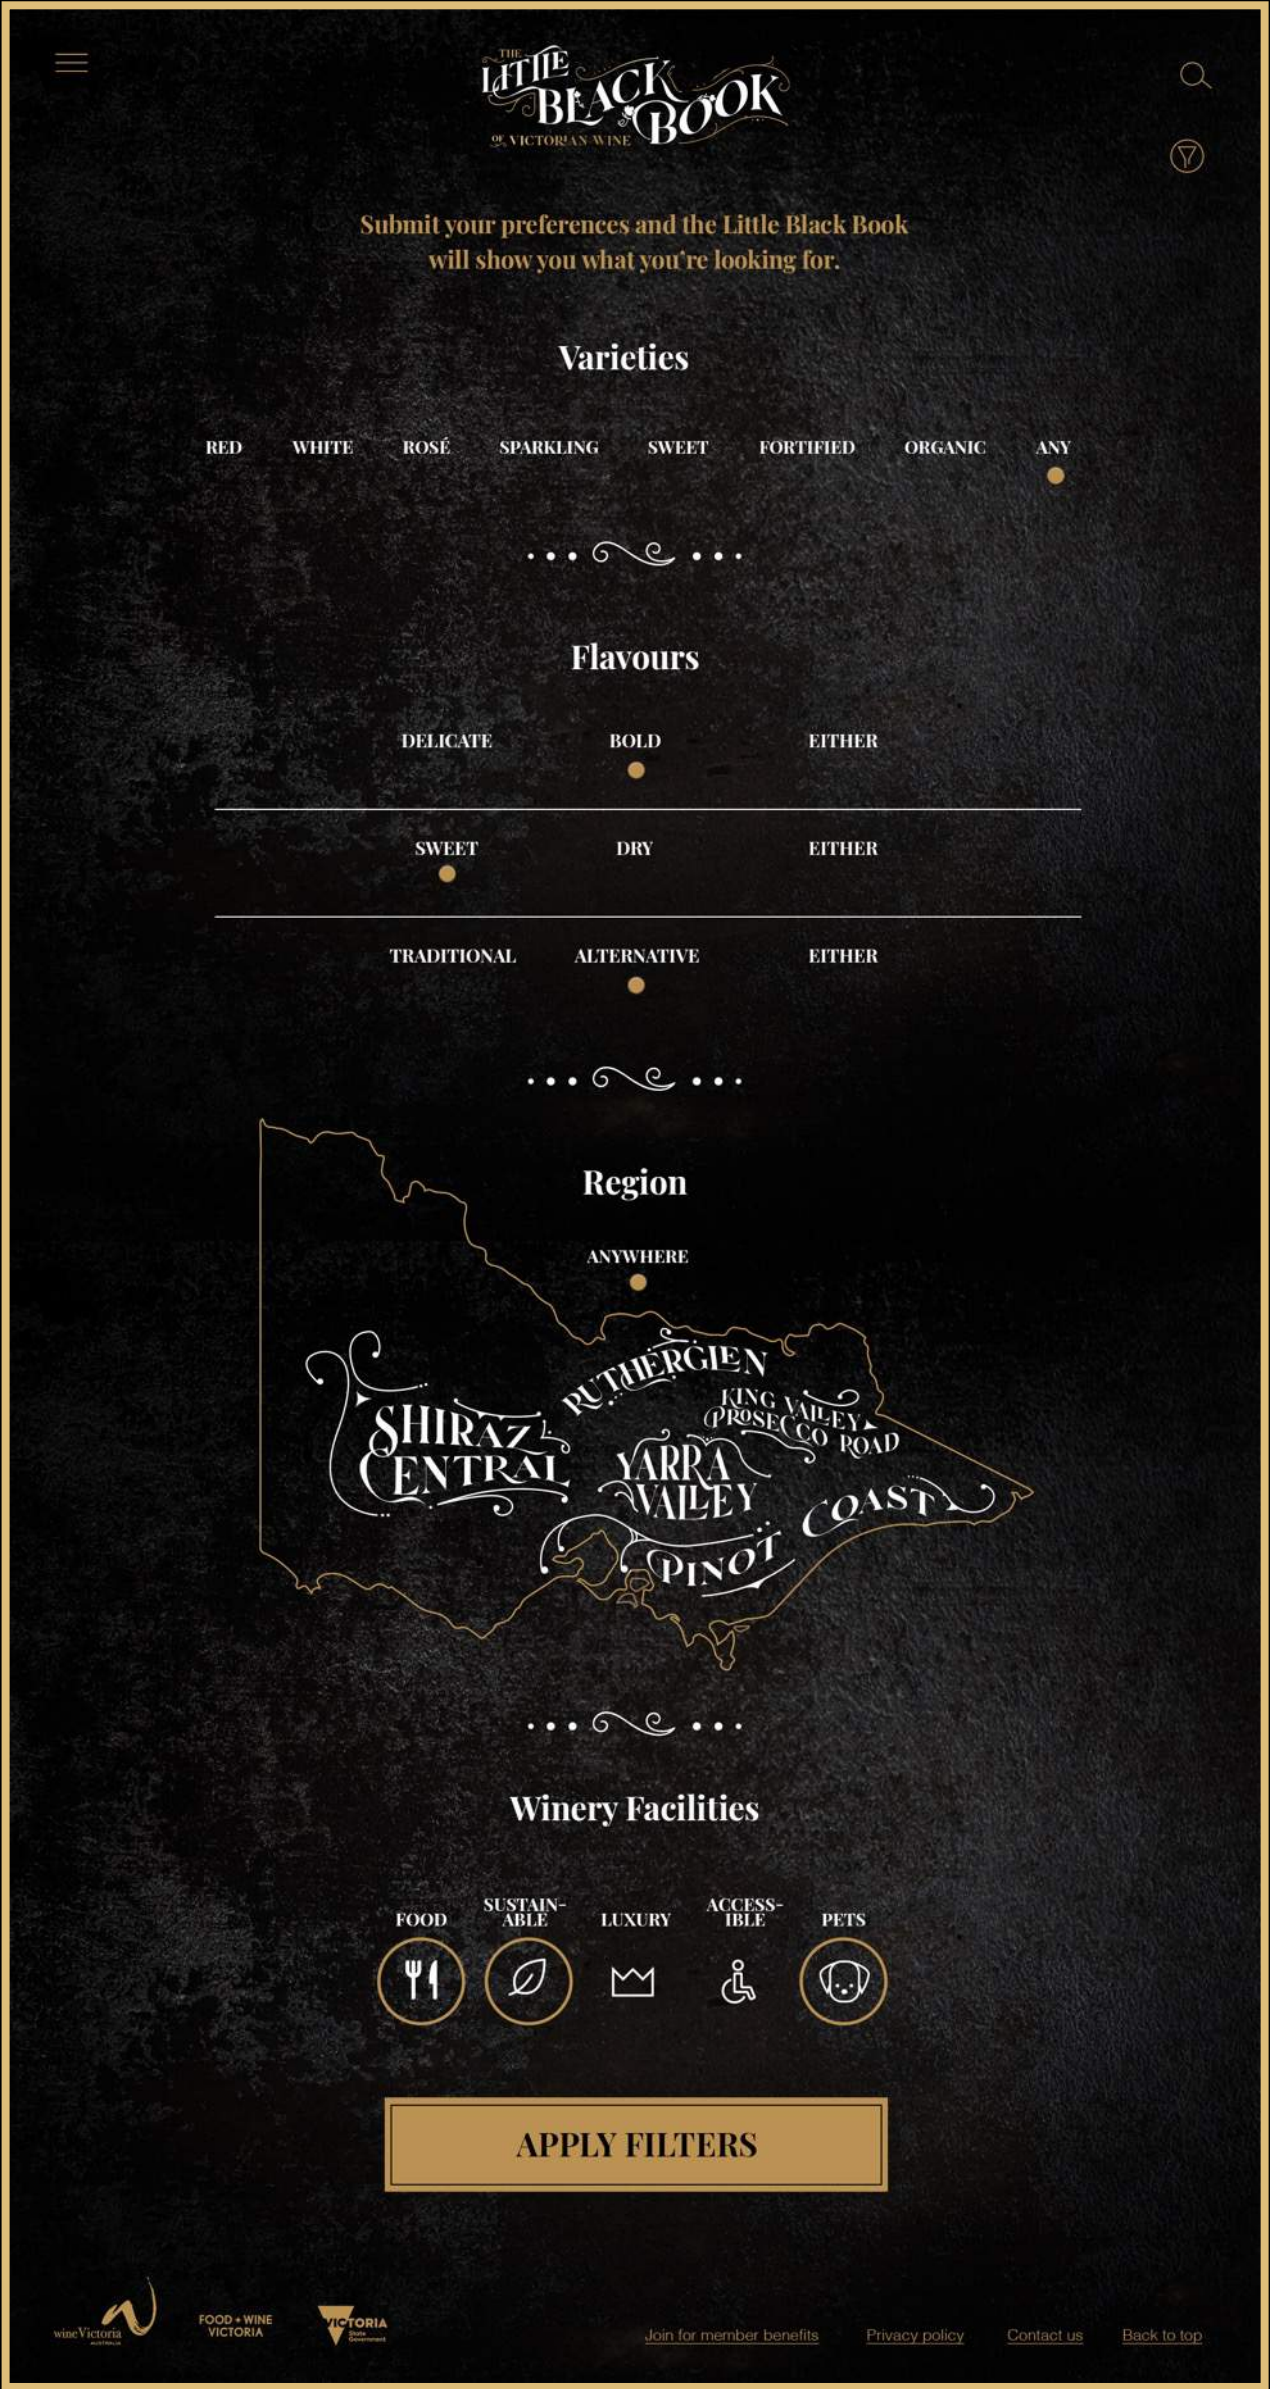 THE
LITTLE
BLACK
BOOK
OF VICTORIAN WINE
Submit your preferences and the Little Black Book
will show you what you're looking for.
Varieties
RED WHITE ROSÉ SPARKLING SWEET FORTIFIED ORGANIC ANY
Flavours
DELICATE BOLD EITHER
SWEET DRY EITHER
TRADITIONAL ALTERNATIVE EITHER
Region
ANYWHERE
RUTHERGLEN
KING VALLEY
PROSECCO ROAD
SHIRAZ
CENTRAL
YARRA
VALLEY
PINOT COAST
Winery Facilities
FOOD
SUSTAIN-
ABLE
LUXURY
ACCESS-
IBLE
PETS
APPLY FILTERS
wine Victoria
AUSTRALIA
FOOD + WINE
VICTORIA
VICTORIA
State
Government
Join for member benefits Privacy policy Contact us Back to top